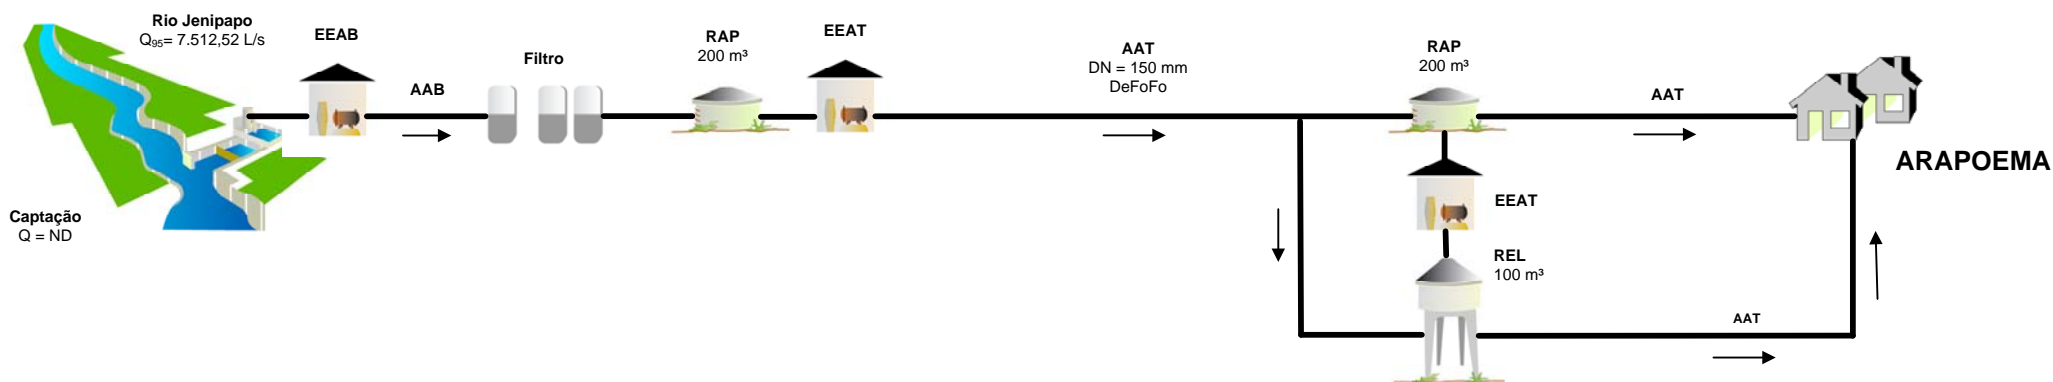 Rio Jenipapo
Q95= 7.512,52 L/s
EEAB
AAB
Filtro
RAP
200 m³
EEAT
AAT
DN = 150 mm
DeFoFo
RAP
200 m³
AAT
ARAPOEMA
Captação
Q = ND
EEAT
REL
100 m³
AAT